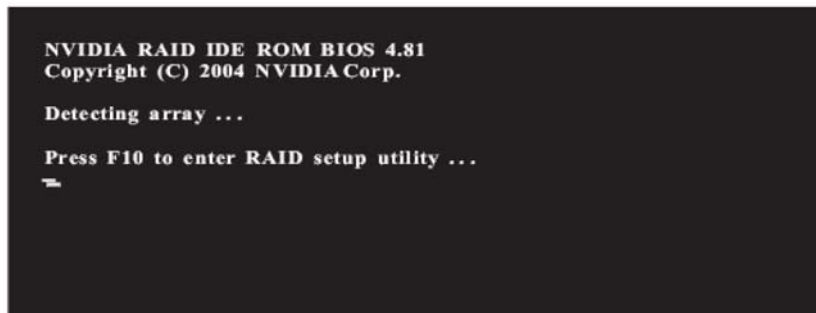 NVIDIA RAID IDE ROM BIOS 4.81
Copyright (C) 2004 NVIDIA Corp.
Detecting array ...
Press F10 to enter RAID setup utility ...